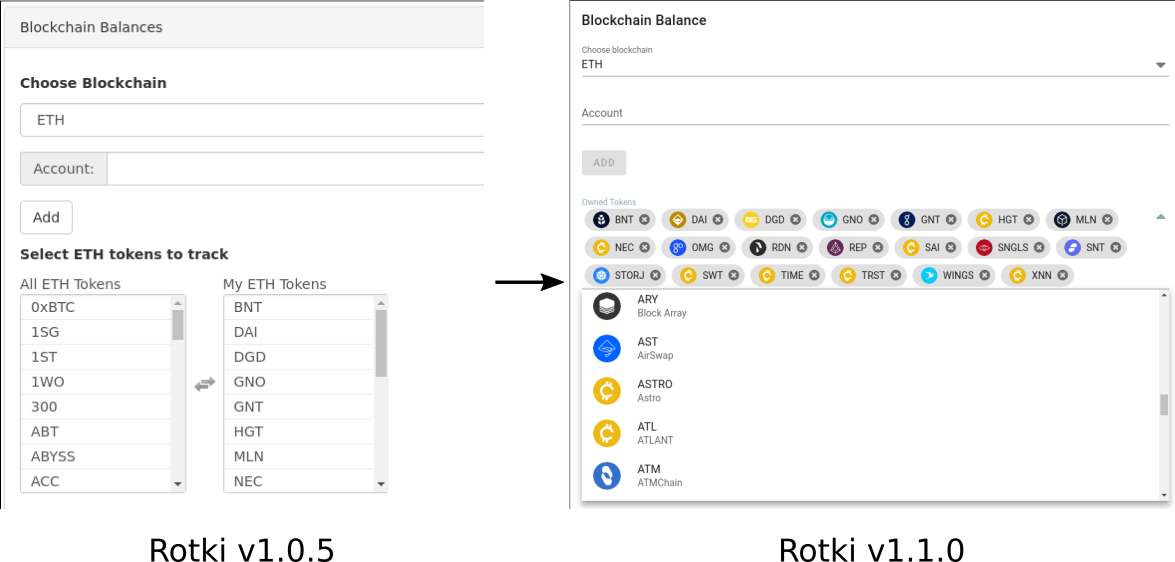 Blockchain Balances
Choose Blockchain
ETH
Account:
Add
Select ETH tokens to track
All ETH Tokens
0xBTC
1SG
1ST
1WO
300
ABT
ABYSS
ACC
My ETH Tokens
BNT
DAI
DGD
GNO
GNT
HGT
MLN
NEC
Rotki v1.0.5
Blockchain Balance
Choose blockchain
ETH
Account
ADD
Owned Tokens
BNT DAI DGD GNO GNT HGT MLN
NEC OMG RDN REP SAI SNGLS SNT
STORJ SWT TIME TRST WINGS XNN
ARY
Block Array
AST
AirSwap
ASTRO
Astro
ATL
ATLANT
ATM
ATMChain
Rotki v1.1.0